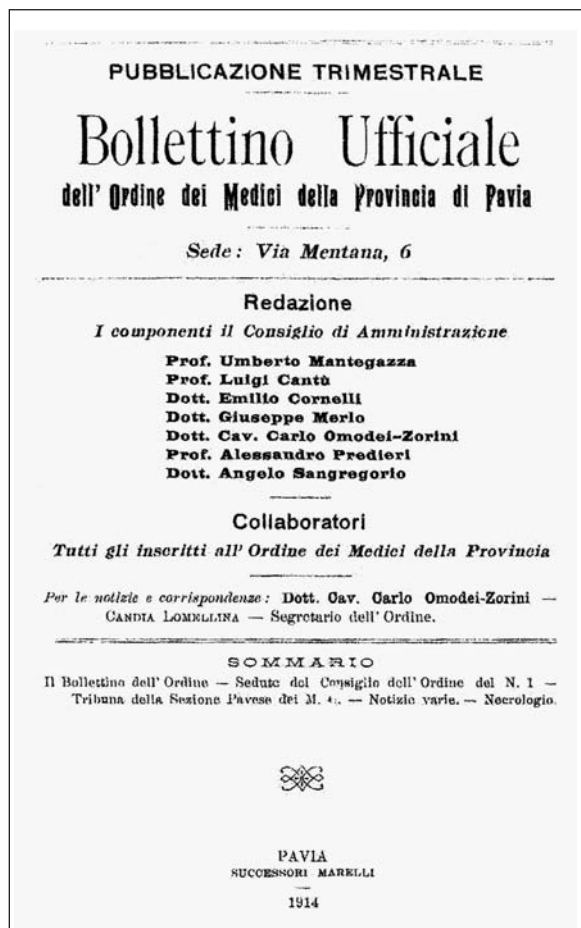 PUBBLICAZIONE TRIMESTRALE
Bollettino Ufficiale
dell' Ordine dei Medici della Provincia di Pavia
Sede: Via Mentana, 6
Redazione
I componenti il Consiglio di Amministrazione
Prof. Umberto Mantegazza
Prof. Luigi Cantù
Dott. Emilio Cornelli
Dott. Giuseppe Merlo
Dott. Cav. Carlo Omodei-Zorini
Prof. Alessandro Predieri
Dott. Angelo Sangregorio
Collaboratori
Tutti gli inscritti all' Ordine dei Medici della Provincia
Per le notizie e corrispondenze: Dott. Cav. Carlo Omodei-Zorini —
CANDIA LOMELLINA — Segretario dell' Ordine.
SOMMARIO
Il Bollettino dell' Ordine — Sedute del Consiglio dell' Ordine del N. 1 —
Tribuna della Sezione Pavese dei M. — Notizie varie. — Necrologio.
PAVIA
SUCCESSORI MARELLI
1914